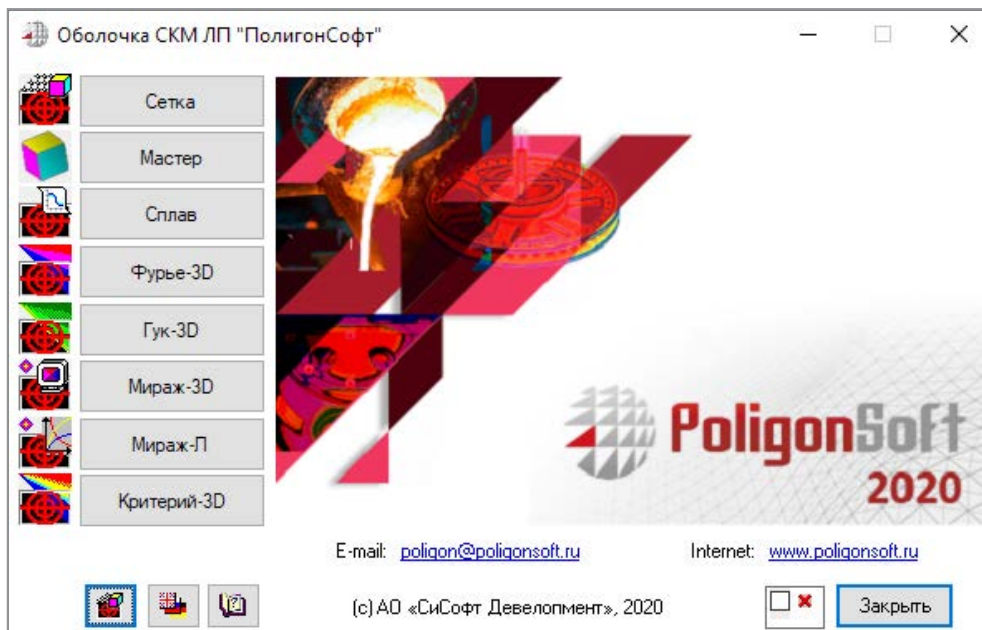 Оболочка СКМ ЛП "ПолигонСофт"
Сетка
Мастер
Сплав
Фурье-3D
Гук-3D
Мираж-3D
Мираж-П
Критерий-3D
PoligonSoft
2020
E-mail: poligon@poligonsoft.ru Internet: www.poligonsoft.ru
(c) АО «СиСофт Девелопмент», 2020
Закрыть